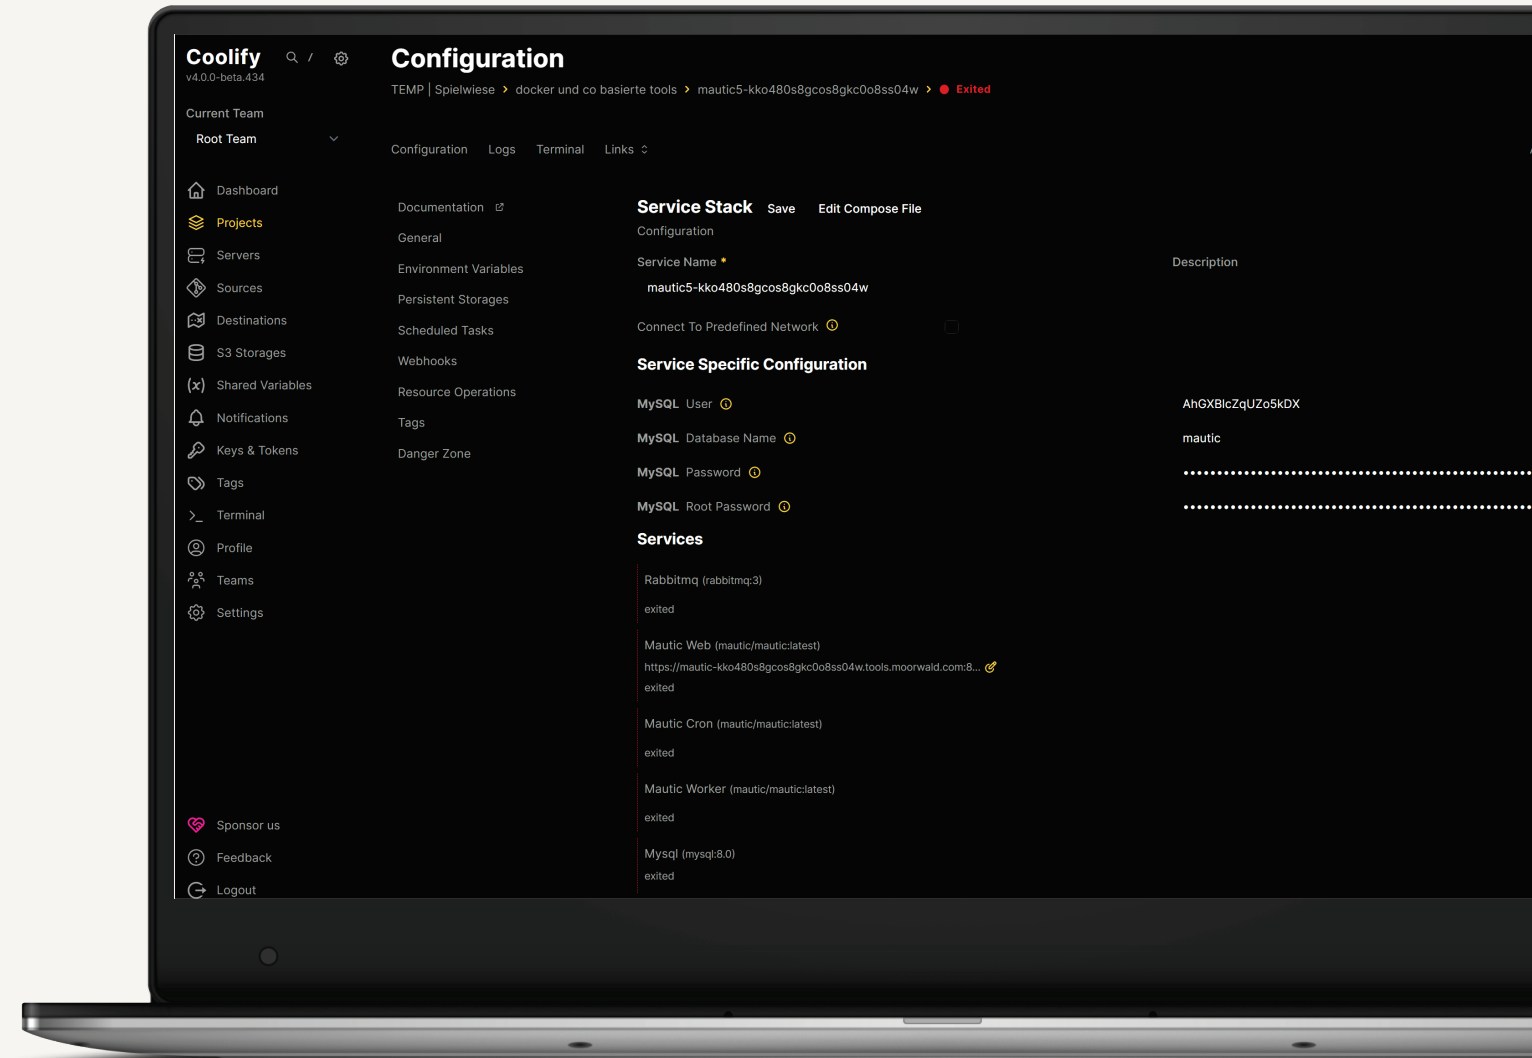 Coolify
/
v4.0.0-beta.434
Current Team
Root Team
Dashboard
Projects
Servers
Sources
Destinations
S3 Storages
Shared Variables
Notifications
Keys & Tokens
Tags
Terminal
Profile
Teams
Settings
Sponsor us
Feedback
Logout
Configuration
TEMP | Spielwiese > docker und co basierte tools > mautic5-kko480s8gcos8gkc0o8ss04w > Exited
Configuration Logs Terminal Links
Documentation
General
Environment Variables
Persistent Storages
Scheduled Tasks
Webhooks
Resource Operations
Tags
Danger Zone
Service Stack Save Edit Compose File
Configuration
Service Name * Description
mautic5-kko480s8gcos8gkc0o8ss04w
Connect To Predefined Network
Service Specific Configuration
MySQL User AhGXBlcZqUZo5kDX
MySQL Database Name mautic
MySQL Password
MySQL Root Password
Services
Rabbitmq (rabbitmq:3)
exited
Mautic Web (mautic/mautic:latest)
https://mautic-kko480s8gcos8gkc0o8ss04w.tools.moorwald.com:8...
exited
Mautic Cron (mautic/mautic:latest)
exited
Mautic Worker (mautic/mautic:latest)
exited
Mysql (mysql:8.0)
exited